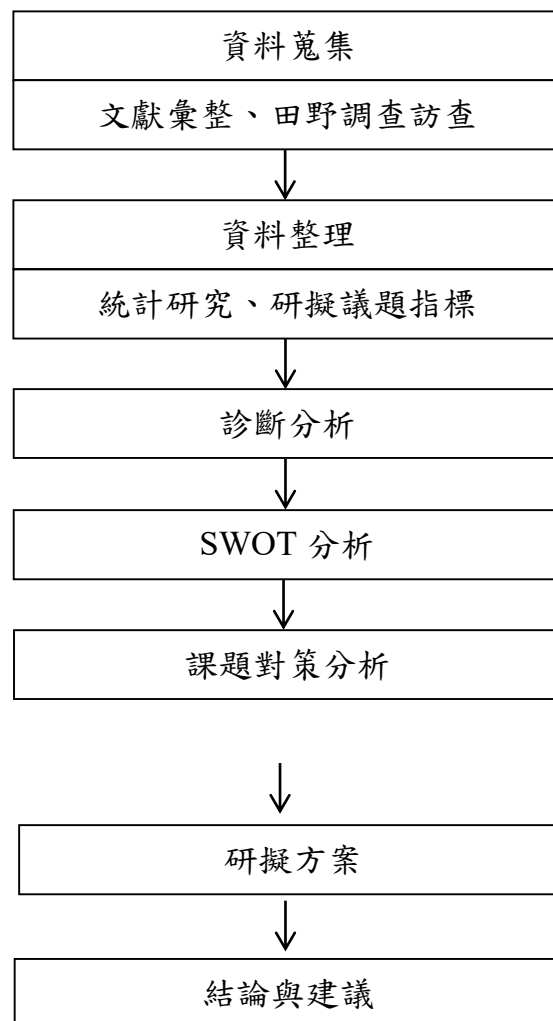 資料蒐集
文獻彙整、田野調查訪查
資料整理
統計研究、研擬議題指標
診斷分析
SWOT 分析
課題對策分析
研擬方案
結論與建議